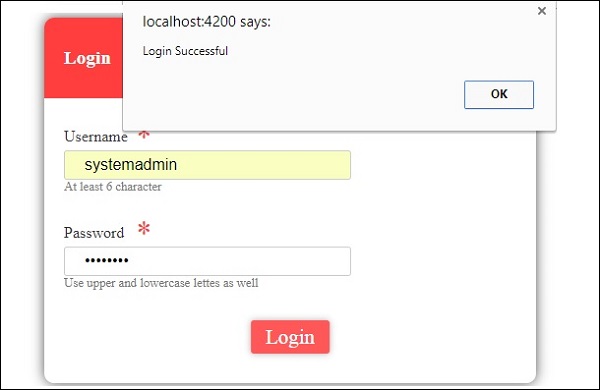 localhost:4200 says:
Login Successful
OK
Login
Username *
systemadmin
At least 6 character
Password *
••••••••
Use upper and lowercase lettes as well
Login